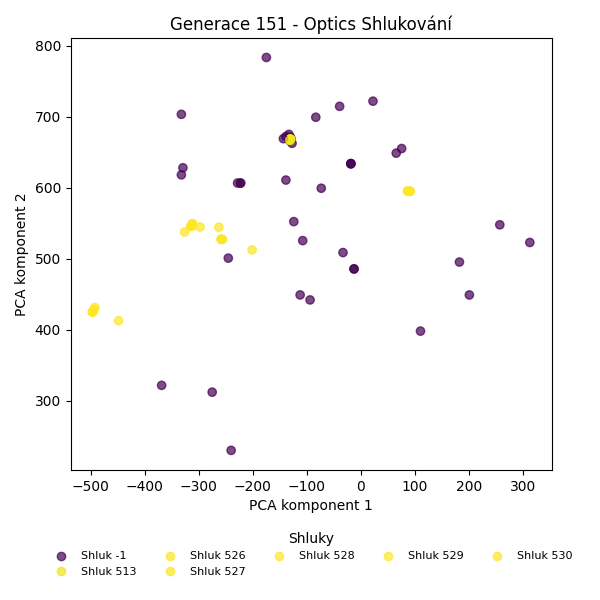 Generace 151 - Optics Shlukování
800
700
600
500
400
300
PCA komponent 2
−500 −400 −300 −200 −100 0 100 200 300
PCA komponent 1
Shluky
Shluk -1 Shluk 526 Shluk 528 Shluk 529 Shluk 530
Shluk 513 Shluk 527